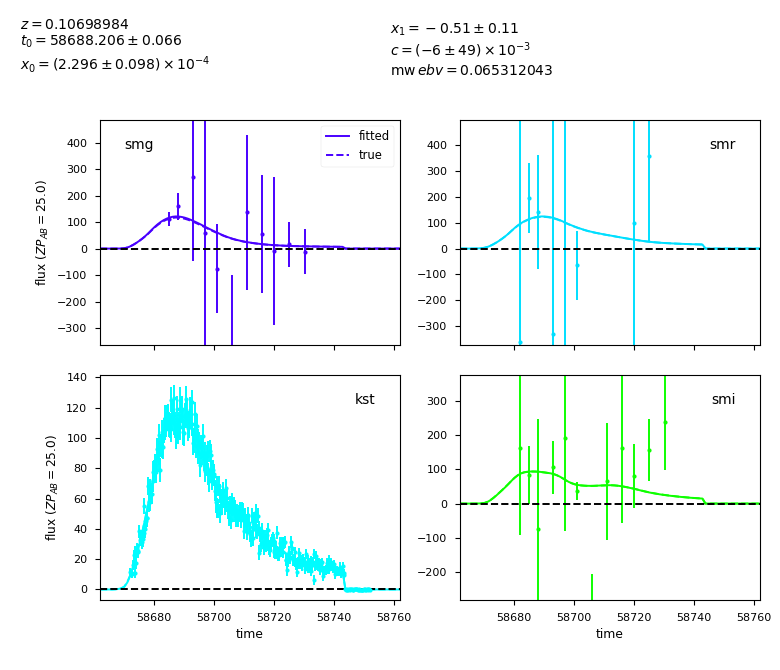 z = 0.10698984
t₀ = 58688.206 ± 0.066
x₀ = (2.296 ± 0.098) × 10⁻⁴
x₁ = − 0.51 ± 0.11
c = (−6 ± 49) × 10⁻³
mw ebv = 0.065312043
smg
fitted
true
flux (ZP_AB = 25.0)
400
300
200
100
0
−100
−200
−300
smr
400
300
200
100
0
−100
−200
−300
kst
flux (ZP_AB = 25.0)
140
120
100
80
60
40
20
0
58680 58700 58720 58740 58760
time
smi
300
200
100
0
−100
−200
58680 58700 58720 58740 58760
time